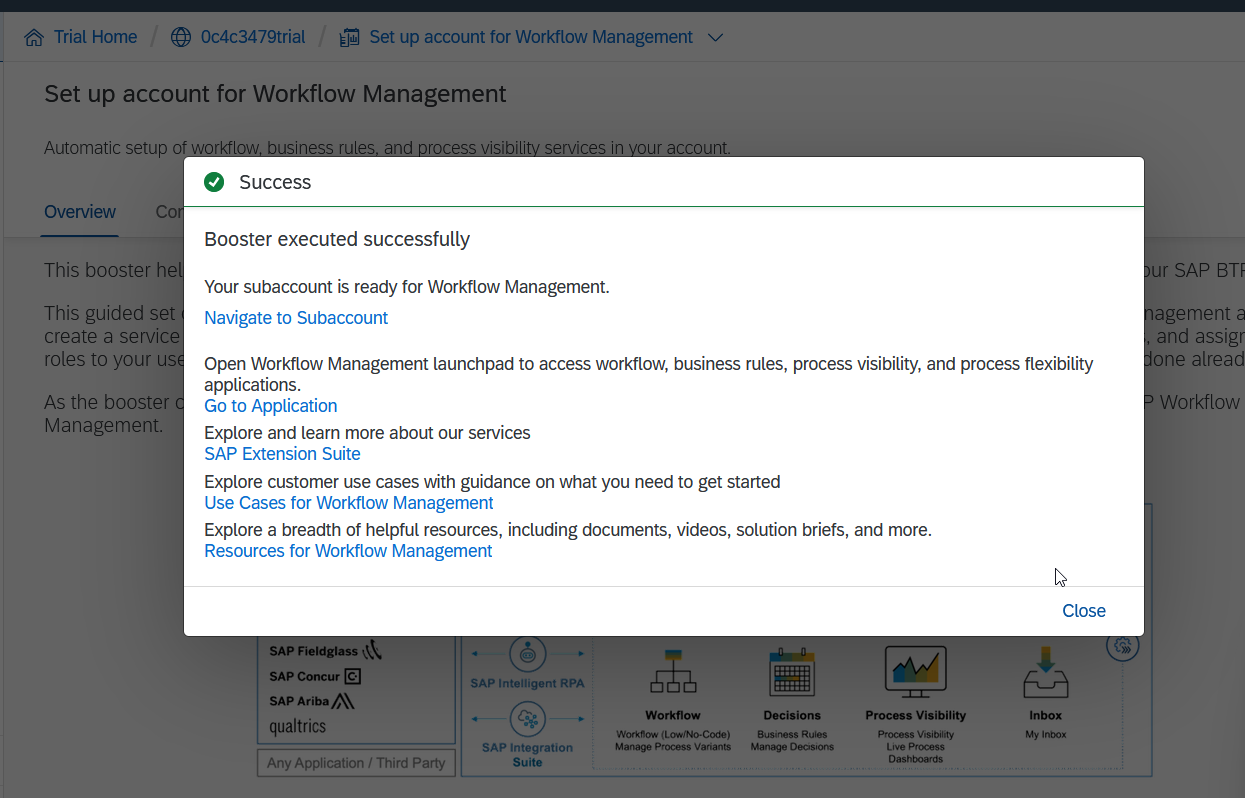 Trial Home / 0c4c3479trial / Set up account for Workflow Management
Set up account for Workflow Management
Automatic setup of workflow, business rules, and process visibility services in your account.
Overview
Success
Booster executed successfully
Your subaccount is ready for Workflow Management.
Navigate to Subaccount
Open Workflow Management launchpad to access workflow, business rules, process visibility, and process flexibility
applications.
Go to Application
Explore and learn more about our services
SAP Extension Suite
Explore customer use cases with guidance on what you need to get started
Use Cases for Workflow Management
Explore a breadth of helpful resources, including documents, videos, solution briefs, and more.
Resources for Workflow Management
Close
This booster
SAP
This guided set
create a service
, and
roles to your
done
As the booster
Workflow
Management.
SAP Fieldglass
SAP Concur
SAP Ariba
qualtrics
Any Application / Third Party
SAP Intelligent RPA
SAP Integration
Suite
Workflow
Workflow (Low/No-Code)
Manage Process Variants
Decisions
Business Rules
Manage Decisions
Process Visibility
Process Visibility
Live Process
Dashboards
Inbox
My Inbox